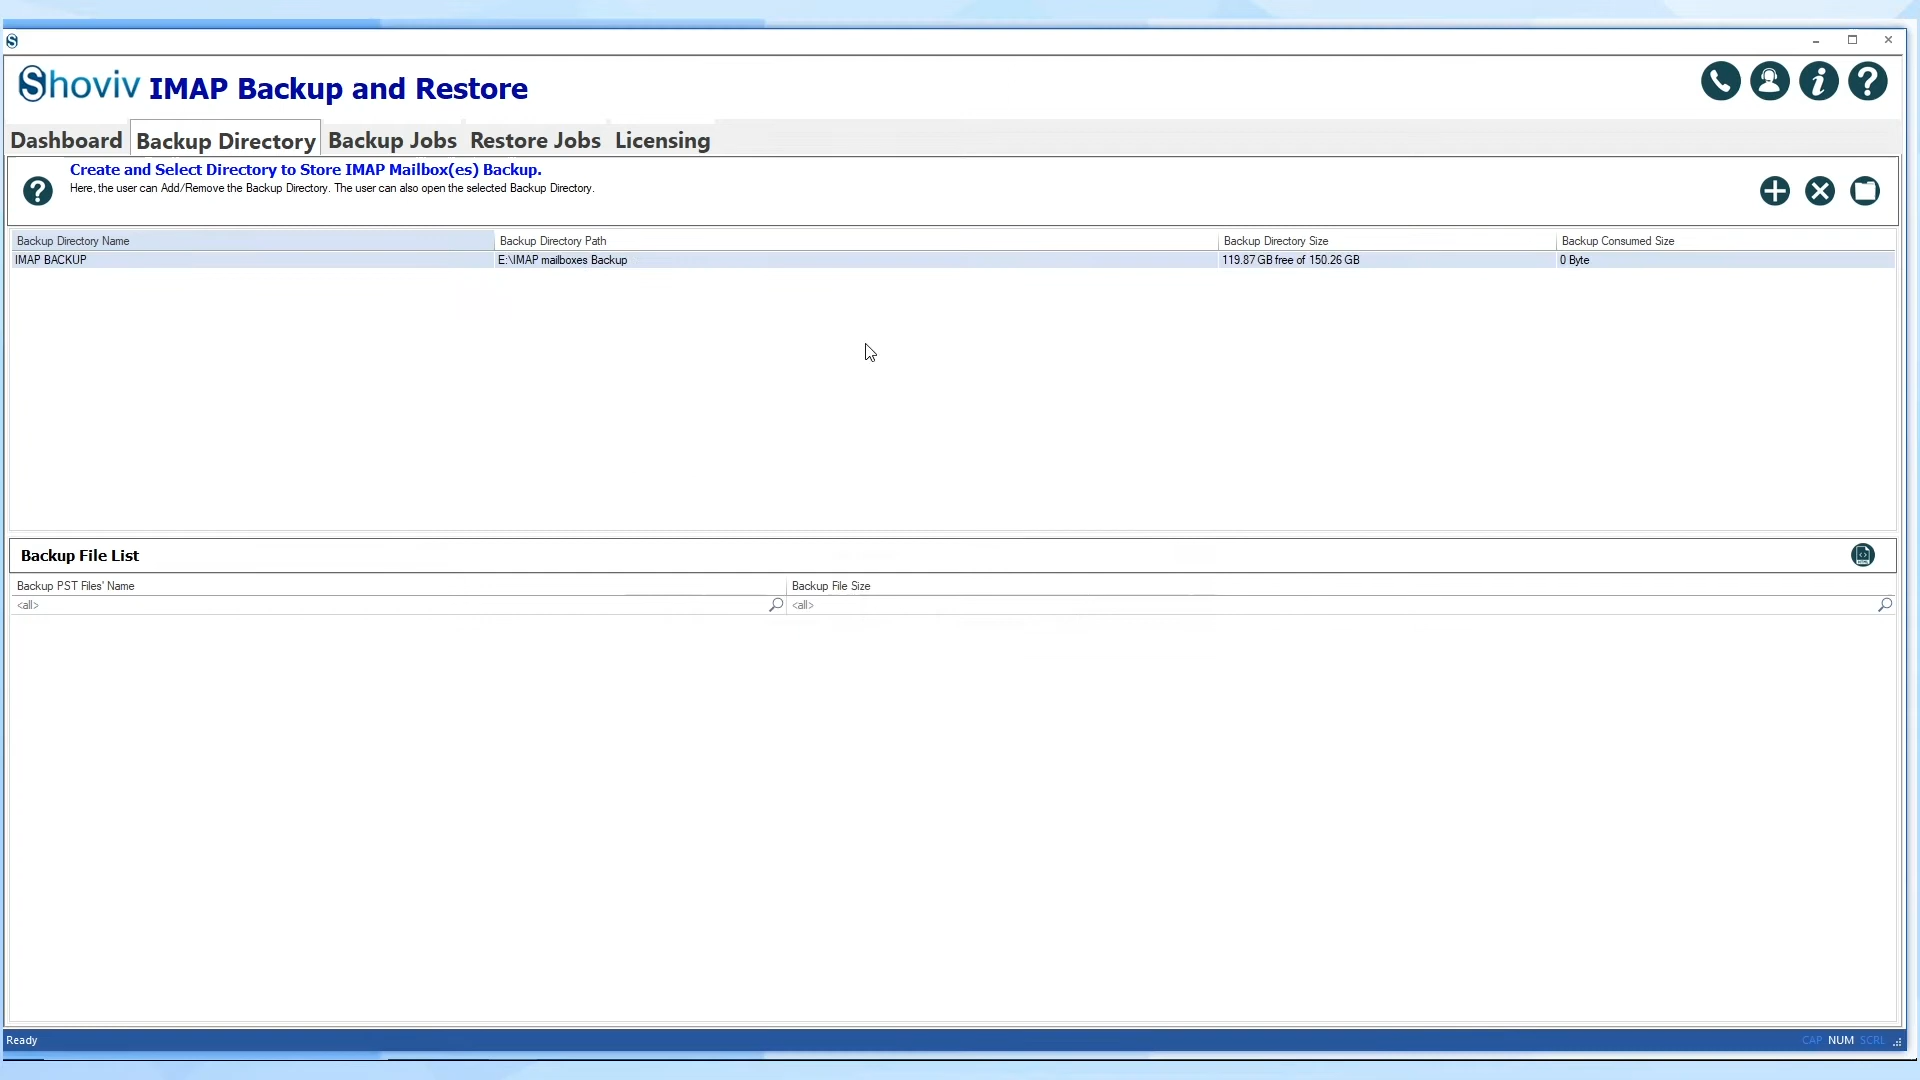 Shoviv IMAP Backup and Restore
Dashboard Backup Directory Backup Jobs Restore Jobs Licensing
Create and Select Directory to Store IMAP Mailbox(es) Backup.
Here, the user can Add/Remove the Backup Directory. The user can also open the selected Backup Directory.
Backup Directory Name Backup Directory Path Backup Directory Size Backup Consumed Size
IMAP BACKUP E:\IMAP mailboxes Backup 119.87 GB free of 150.26 GB 0 Byte
Backup File List
Backup PST Files' Name Backup File Size
<all> <all>
Ready CAP NUM SCRL